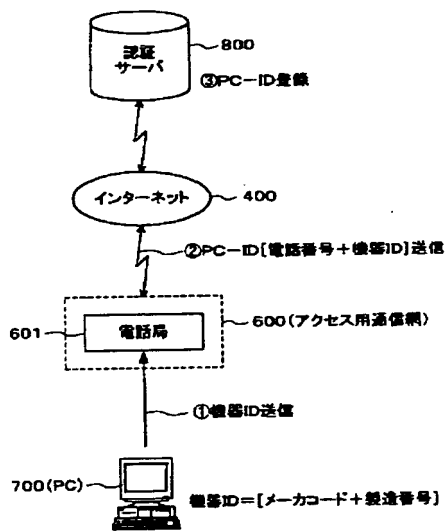 認証
サーバ
800
③PC-ID登録
インターネット
400
②PC-ID[電話番号+機器ID]送信
601
電話局
600(アクセス用通信網)
①機器ID送信
700(PC)
機器ID=[メーカコード+製造番号]